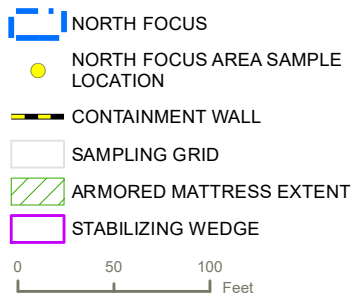 NORTH FOCUS
NORTH FOCUS AREA SAMPLE
LOCATION
CONTAINMENT WALL
SAMPLING GRID
ARMORED MATTRESS EXTENT
STABILIZING WEDGE
0 50 100
Feet